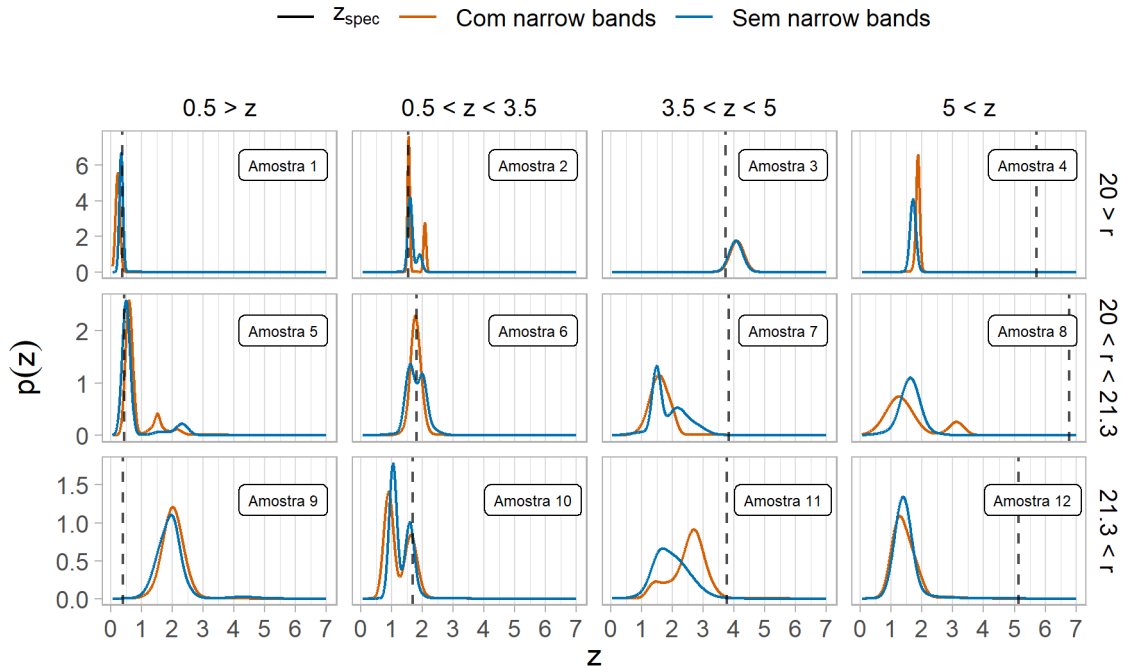 z_spec Com narrow bands Sem narrow bands
0.5 > z 0.5 < z < 3.5 3.5 < z < 5 5 < z
6 Amostra 1 Amostra 2 Amostra 3 Amostra 4 20 > r
4
2
0
2 Amostra 5 Amostra 6 Amostra 7 Amostra 8 20 < r < 21.3
1
0
p(z)
1.5 Amostra 9 Amostra 10 Amostra 11 Amostra 12 21.3 < r
1.0
0.5
0.0
0 1 2 3 4 5 6 7 0 1 2 3 4 5 6 7 0 1 2 3 4 5 6 7 0 1 2 3 4 5 6 7
z